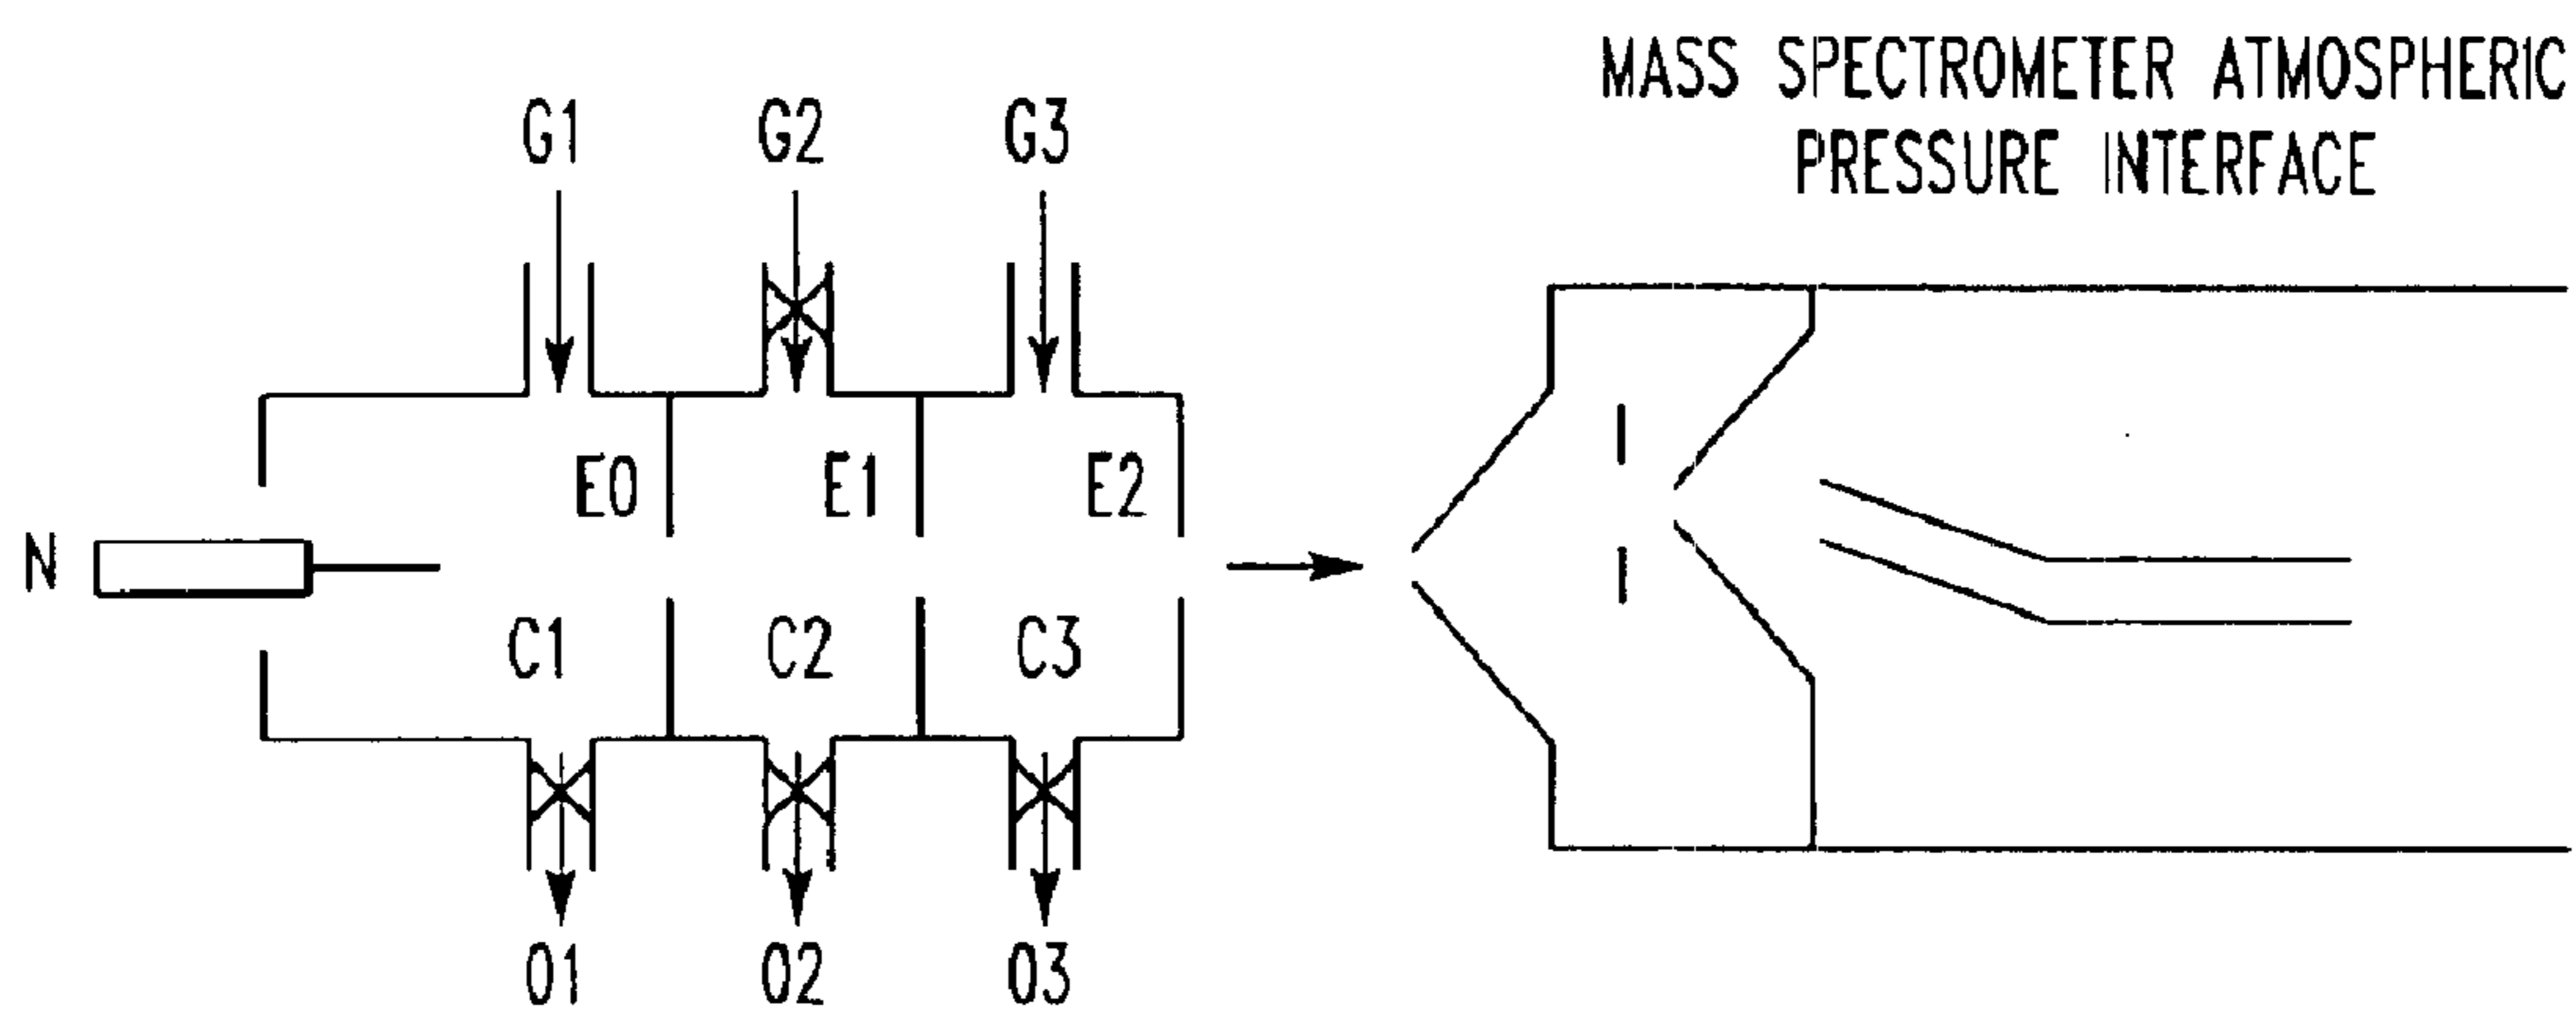 MASS SPECTROMETER ATMOSPHERIC
PRESSURE INTERFACE
G1 G2 G3
E0 E1 E2
N
C1 C2 C3
O1 O2 O3